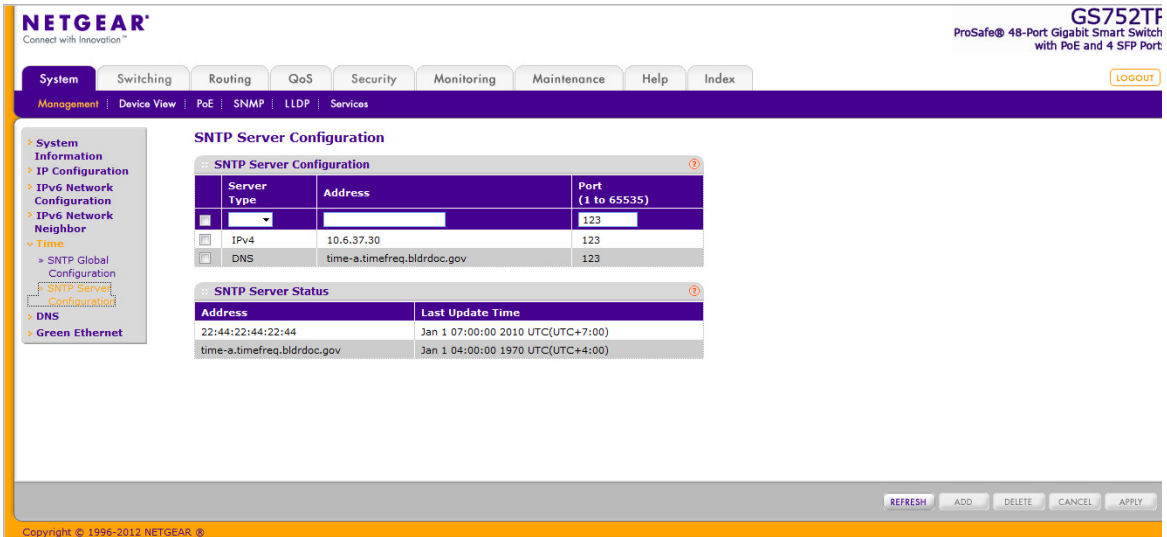 NETGEAR®
Connect with Innovation™
GS752TP
ProSafe® 48-Port Gigabit Smart Switch
with PoE and 4 SFP Ports
System Switching Routing QoS Security Monitoring Maintenance Help Index LOGOUT
Management Device View PoE SNMP LLDP Services
System
Information
IP Configuration
IPv6 Network
Configuration
IPv6 Network
Neighbor
Time
» SNTP Global
Configuration
» SNTP Server
Configuration
DNS
Green Ethernet
SNTP Server Configuration
SNTP Server Configuration
Server
Type
Address
Port
(1 to 65535)
123
IPv4 10.6.37.30 123
DNS time-a.timefreq.bldrdoc.gov 123
SNTP Server Status
Address Last Update Time
22:44:22:44:22:44 Jan 1 07:00:00 2010 UTC(UTC+7:00)
time-a.timefreq.bldrdoc.gov Jan 1 04:00:00 1970 UTC(UTC+4:00)
REFRESH ADD DELETE CANCEL APPLY
Copyright © 1996-2012 NETGEAR ®